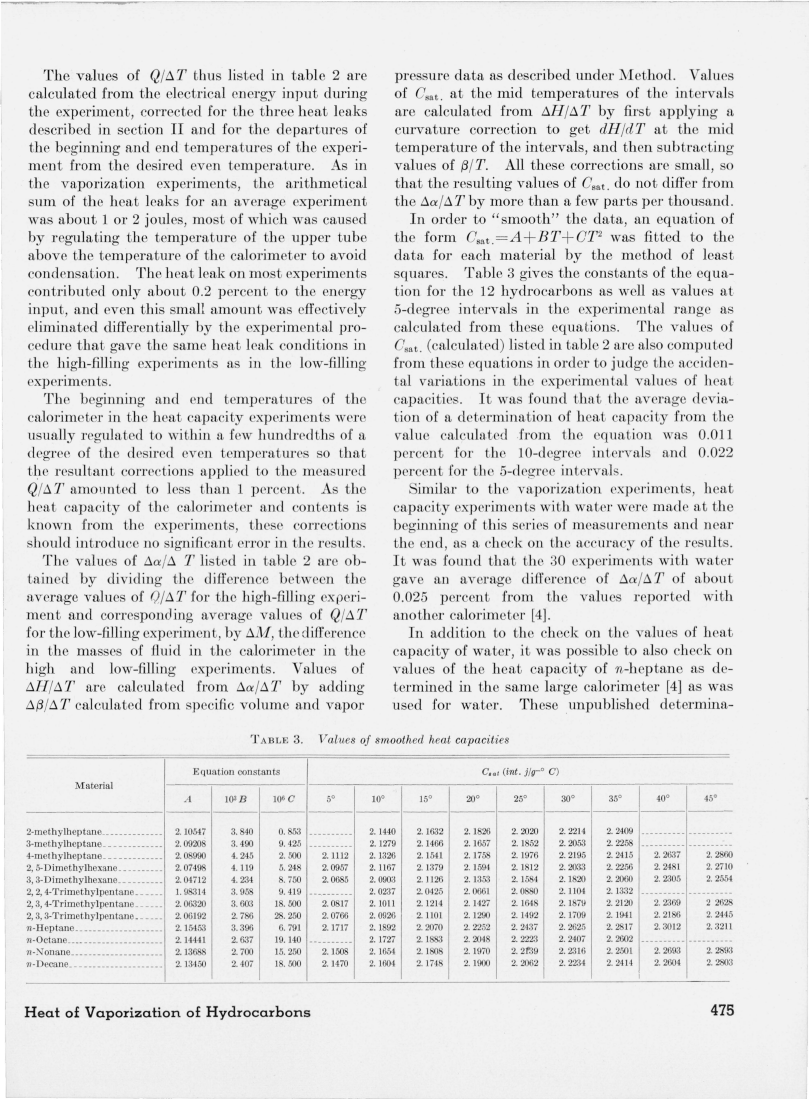 The values of Q/ΔT thus listed in table 2 are
calculated from the electrical energy input during
the experiment, corrected for the three heat leaks
described in section II and for the departures of
the beginning and end temperatures of the experi-
ment from the desired even temperature. As in
the vaporization experiments, the arithmetical
sum of the heat leaks for an average experiment
was about 1 or 2 joules, most of which was caused
by regulating the temperature of the upper tube
above the temperature of the calorimeter to avoid
condensation. The heat leak on most experiments
contributed only about 0.2 percent to the energy
input, and even this small amount was effectively
eliminated differentially by the experimental pro-
cedure that gave the same heat leak conditions in
the high-filling experiments as in the low-filling
experiments.
The beginning and end temperatures of the
calorimeter in the heat capacity experiments were
usually regulated to within a few hundredths of a
degree of the desired even temperatures so that
the resultant corrections applied to the measured
Q/ΔT amounted to less than 1 percent. As the
heat capacity of the calorimeter and contents is
known from the experiments, these corrections
should introduce no significant error in the results.
The values of Δα/Δ T listed in table 2 are ob-
tained by dividing the difference between the
average values of Q/ΔT for the high-filling experi-
ment and corresponding average values of Q/ΔT
for the low-filling experiment, by ΔM, the difference
in the masses of fluid in the calorimeter in the
high and low-filling experiments. Values of
ΔH/ΔT are calculated from Δα/ΔT by adding
Δβ/ΔT calculated from specific volume and vapor
pressure data as described under Method. Values
of Csat. at the mid temperatures of the intervals
are calculated from ΔH/ΔT by first applying a
curvature correction to get dH/dT at the mid
temperature of the intervals, and then subtracting
values of β/T. All these corrections are small, so
that the resulting values of Csat. do not differ from
the Δα/ΔT by more than a few parts per thousand.
In order to “smooth” the data, an equation of
the form Csat.=A+BT+CT² was fitted to the
data for each material by the method of least
squares. Table 3 gives the constants of the equa-
tion for the 12 hydrocarbons as well as values at
5-degree intervals in the experimental range as
calculated from these equations. The values of
Csat. (calculated) listed in table 2 are also computed
from these equations in order to judge the acciden-
tal variations in the experimental values of heat
capacities. It was found that the average devia-
tion of a determination of heat capacity from the
value calculated from the equation was 0.011
percent for the 10-degree intervals and 0.022
percent for the 5-degree intervals.
Similar to the vaporization experiments, heat
capacity experiments with water were made at the
beginning of this series of measurements and near
the end, as a check on the accuracy of the results.
It was found that the 30 experiments with water
gave an average difference of Δα/ΔT of about
0.025 percent from the values reported with
another calorimeter [4].
In addition to the check on the values of heat
capacity of water, it was possible to also check on
values of the heat capacity of n-heptane as de-
termined in the same large calorimeter [4] as was
used for water. These unpublished determina-
TABLE 3. Values of smoothed heat capacities
Material Equation constants Csat (int. j/g-° C)
A 10³ B 10⁶ C 5° 10° 15° 20° 25° 30° 35° 40° 45°
2-methylheptane 2.10547 3.840 0.853 2.1440 2.1632 2.1826 2.2020 2.2214 2.2409
3-methylheptane 2.09208 3.490 9.425 2.1279 2.1466 2.1657 2.1852 2.2053 2.2258
4-methylheptane 2.08990 4.245 2.500 2.1112 2.1326 2.1541 2.1758 2.1976 2.2195 2.2415 2.2637 2.2860
2, 5-Dimethylhexane 2.07498 4.119 5.248 2.0957 2.1167 2.1379 2.1594 2.1812 2.2033 2.2256 2.2481 2.2710
3, 3-Dimethylhexane 2.04712 4.234 8.750 2.0685 2.0903 2.1126 2.1353 2.1584 2.1820 2.2060 2.2305 2.2554
2, 2, 4-Trimethylpentane 1.98314 3.958 9.419 2.0237 2.0425 2.0661 2.0880 2.1104 2.1332
2, 3, 4-Trimethylpentane 2.06320 3.603 18.500 2.0817 2.1011 2.1214 2.1427 2.1648 2.1879 2.2120 2.2369 2 2628
2, 3, 3-Trimethylpentane 2.06192 2.786 28.250 2.0766 2.0926 2.1101 2.1290 2.1492 2.1709 2.1941 2.2186 2.2445
n-Heptane 2.15453 3.396 6.791 2.1717 2.1892 2.2070 2.2252 2.2437 2.2625 2.2817 2.3012 2.3211
n-Octane 2.14441 2.637 19.140 2.1727 2.1883 2.2048 2.2223 2.2407 2.2602
n-Nonane 2.13688 2.700 15.250 2.1508 2.1654 2.1808 2.1970 2.2139 2.2316 2.2501 2.2693 2.2893
n-Decane 2.13450 2.407 18.500 2.1470 2.1604 2.1748 2.1900 2.2062 2.2234 2.2414 2.2604 2.2803
Heat of Vaporization of Hydrocarbons 475